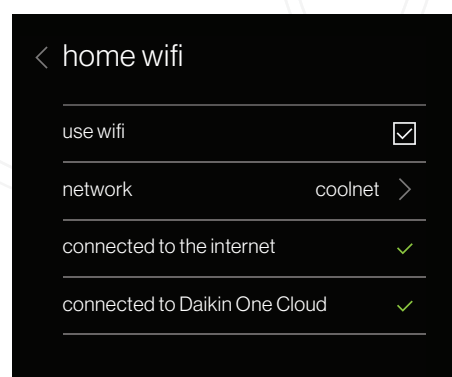 home wifi
use wifi
network coolnet
connected to the internet
connected to Daikin One Cloud